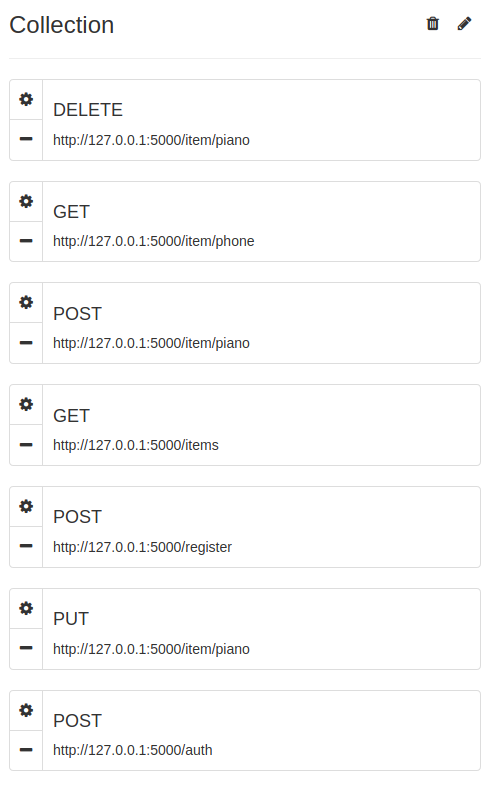 Collection
DELETE
http://127.0.0.1:5000/item/piano
GET
http://127.0.0.1:5000/item/phone
POST
http://127.0.0.1:5000/item/piano
GET
http://127.0.0.1:5000/items
POST
http://127.0.0.1:5000/register
PUT
http://127.0.0.1:5000/item/piano
POST
http://127.0.0.1:5000/auth